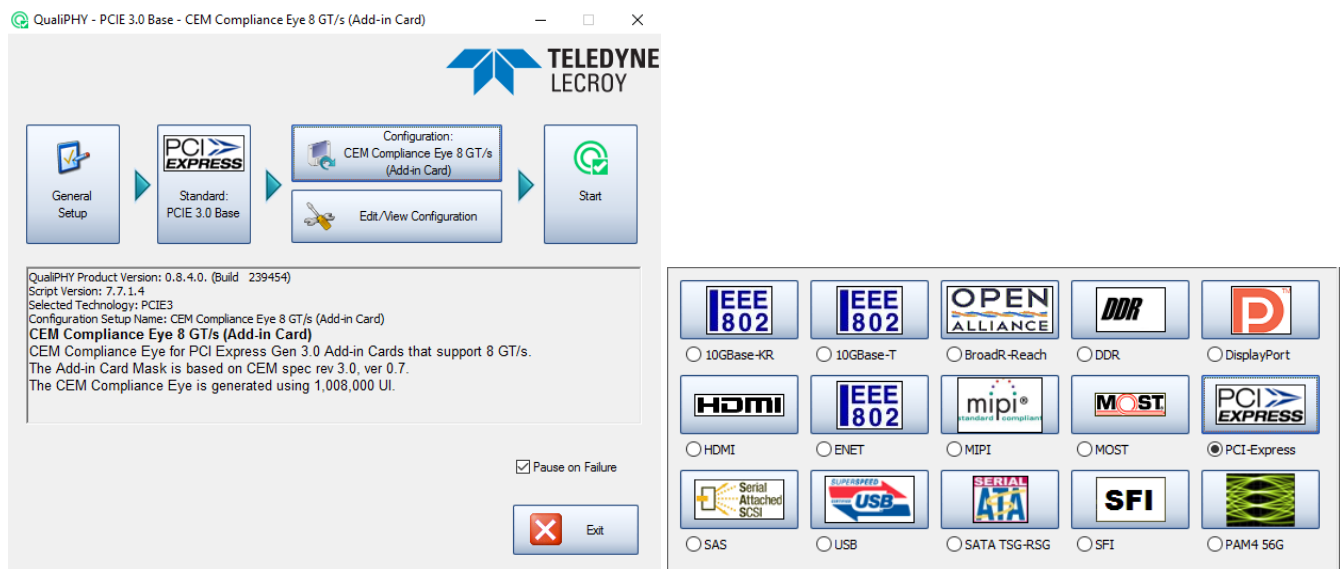 QualiPHY - PCIE 3.0 Base - CEM Compliance Eye 8 GT/s (Add-in Card)
TELEDYNE
LECROY
General
Setup
PCI
EXPRESS
Standard:
PCIE 3.0 Base
Configuration:
CEM Compliance Eye 8 GT/s
(Add-in Card)
Edit/View Configuration
Start
QualiPHY Product Version: 0.8.4.0. (Build 239454)
Script Version: 7.7.1.4
Selected Technology: PCIE3
Configuration Setup Name: CEM Compliance Eye 8 GT/s (Add-in Card)
CEM Compliance Eye 8 GT/s (Add-in Card)
CEM Compliance Eye for PCI Express Gen 3.0 Add-in Cards that support 8 GT/s.
The Add-in Card Mask is based on CEM spec rev 3.0, ver 0.7.
The CEM Compliance Eye is generated using 1,008,000 UI.
Pause on Failure
Exit
IEEE
802
IEEE
802
OPEN
ALLIANCE
DDR
D
10GBase-KR
10GBase-T
BroadR-Reach
DDR
DisplayPort
HDMI
IEEE
802
mipi®
standard compliant
MOST
PCI
EXPRESS
HDMI
ENET
MIPI
MOST
PCI-Express
Serial
Attached
SCSI
SUPERSPEED
USB
SERIAL
ATA
SFI
SAS
USB
SATA TSG-RSG
SFI
PAM4 56G